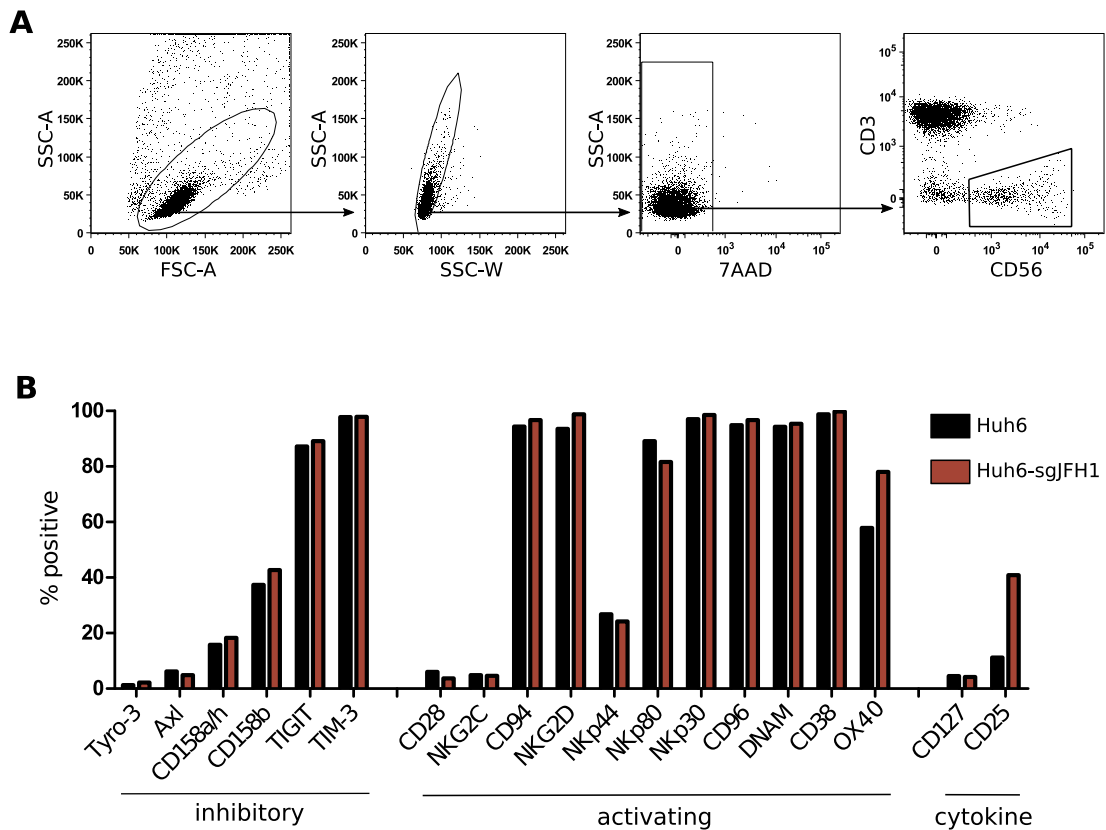 A
250K
200K
150K
100K
50K
0
SSC-A
0 50K 100K 150K 200K 250K
FSC-A
250K
200K
150K
100K
50K
0
SSC-A
0 50K 100K 150K 200K 250K
SSC-W
250K
200K
150K
100K
50K
0
SSC-A
0 10³ 10⁴ 10⁵
7AAD
10⁵
10⁴
10³
0
CD3
0 10³ 10⁴ 10⁵
CD56
B
100
80
60
40
20
0
% positive
Huh6
Huh6-sgJFH1
Tyro-3
Axl
CD158a/h
CD158b
TIGIT
TIM-3
CD28
NKG2C
CD94
NKG2D
NKp44
NKp80
NKp30
CD96
DNAM
CD38
OX40
CD127
CD25
inhibitory
activating
cytokine